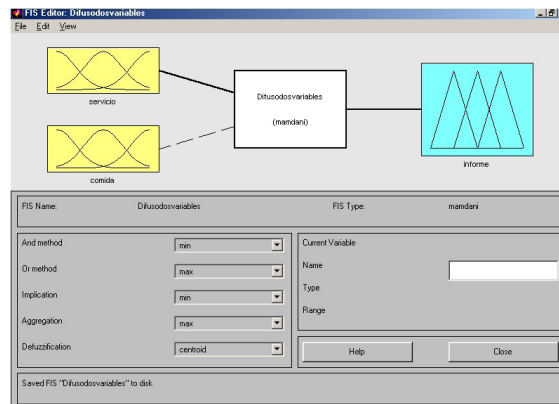 FIS Editor: Difusodosvariables
File Edit View
servicio
comida
Difusodosvariables
(mamdani)
informe
FIS Name: Difusodosvariables FIS Type: mamdani
And method min
Or method max
Implication min
Aggregation max
Defuzzification centroid
Current Variable
Name
Type
Range
Help Close
Saved FIS "Difusodosvariables" to disk